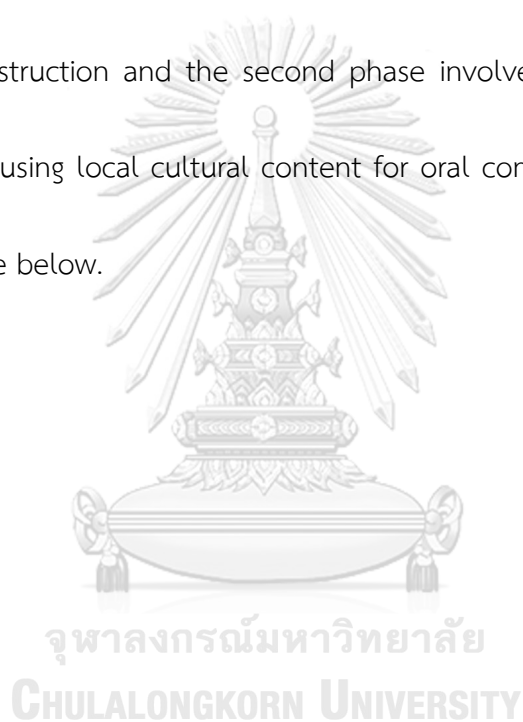 struction and the second phase involve
using local cultural content for oral con
e below.
จุฬาลงกรณ์มหาวิทยาลัย
CHULALONGKORN UNIVERSITY